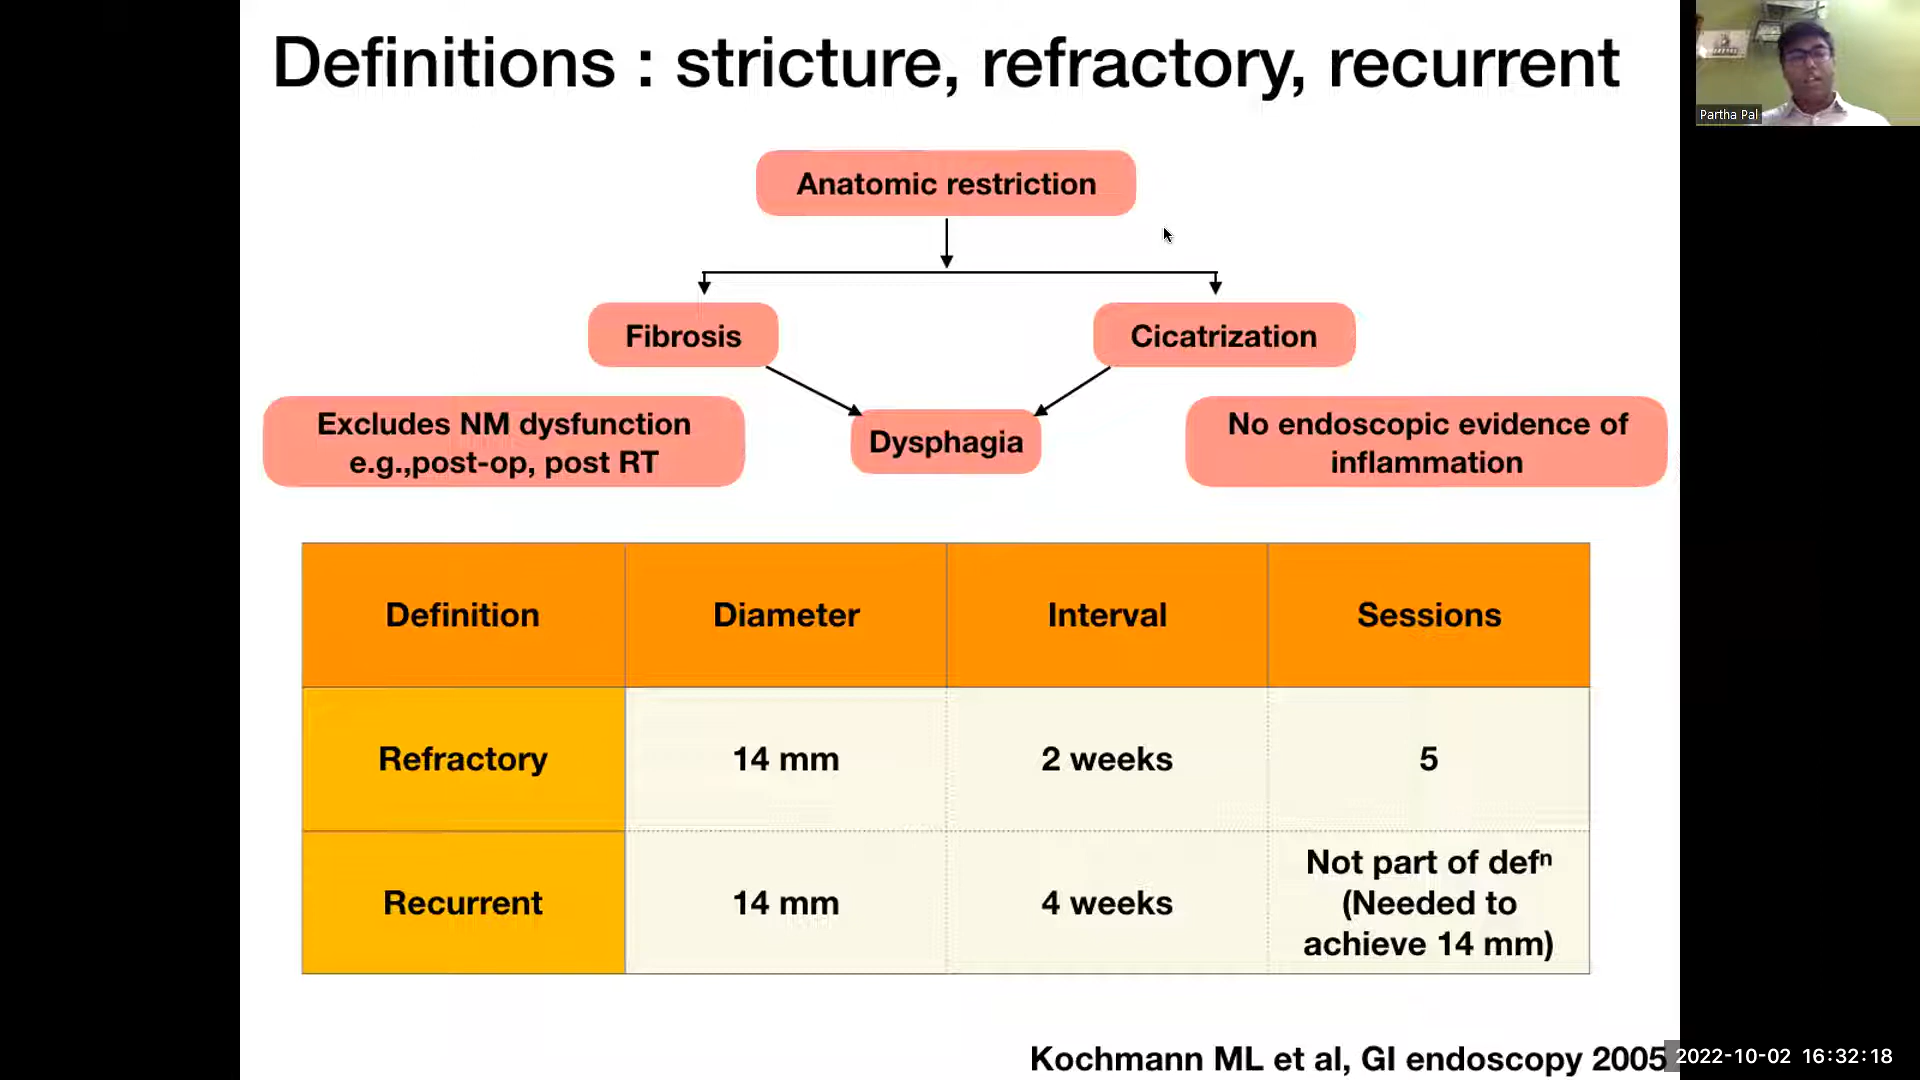 Definitions : stricture, refractory, recurrent
Partha Pal
Anatomic restriction
Fibrosis
Cicatrization
Excludes NM dysfunction
e.g.,post-op, post RT
Dysphagia
No endoscopic evidence of
inflammation
Definition
Diameter
Interval
Sessions
Refractory
14 mm
2 weeks
5
Recurrent
14 mm
4 weeks
Not part of defⁿ
(Needed to
achieve 14 mm)
Kochmann ML et al, GI endoscopy 2005
2022-10-02 16:32:18